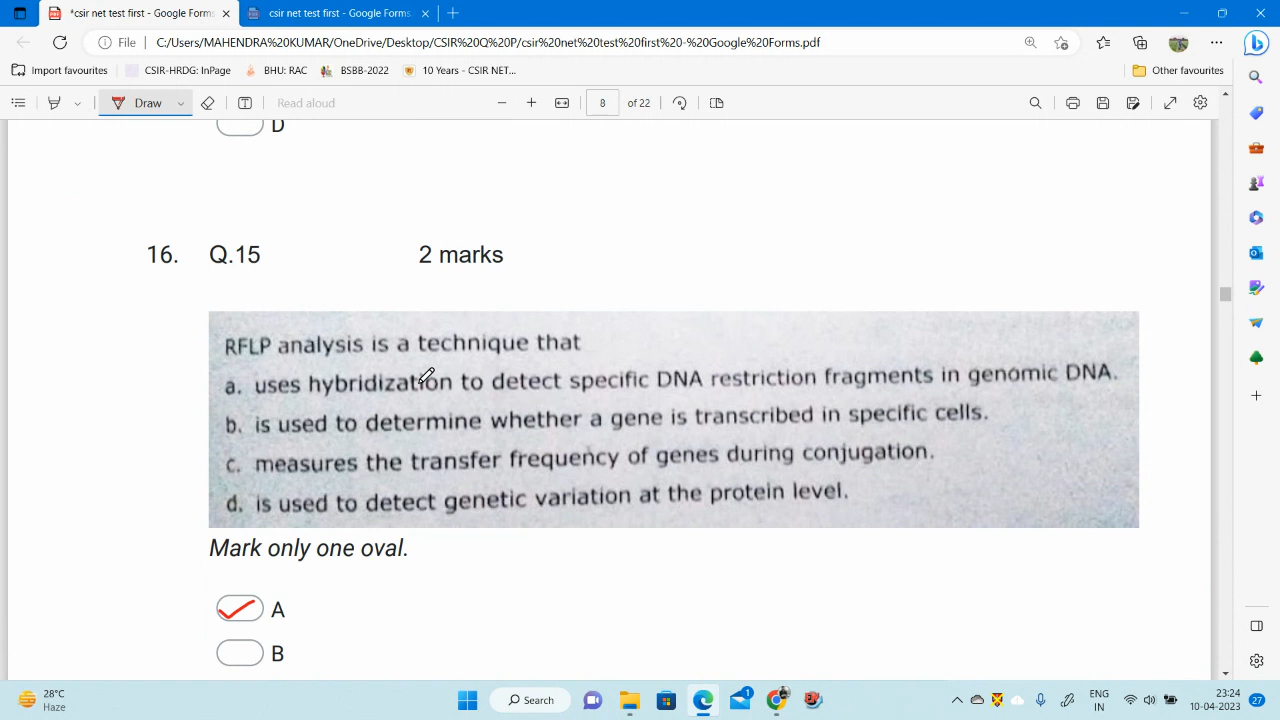 *csir net test first - Google Forms
csir net test first - Google Forms
File
C:/Users/MAHENDRA%20KUMAR/OneDrive/Desktop/CSIR%20Q%20P/csir%20net%20test%20first%20-%20Google%20Forms.pdf
Import favourites
CSIR-HRDG: InPage
BHU: RAC
BSBB-2022
10 Years - CSIR NET...
Other favourites
Draw
Read aloud
8
of 22
D
16. Q.15 2 marks
RFLP analysis is a technique that
a. uses hybridization to detect specific DNA restriction fragments in genomic DNA.
b. is used to determine whether a gene is transcribed in specific cells.
c. measures the transfer frequency of genes during conjugation.
d. is used to detect genetic variation at the protein level.
Mark only one oval.
A
B
28°C
Haze
Search
1
ENG
IN
23:24
10-04-2023
27